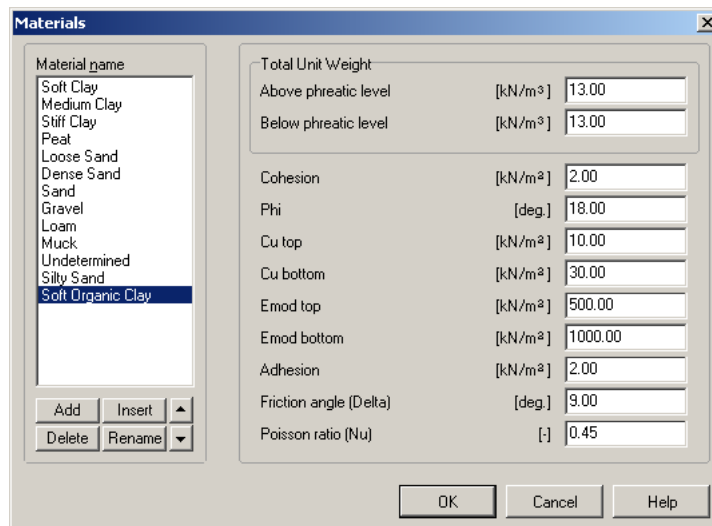 Materials
Material name
Soft Clay
Medium Clay
Stiff Clay
Peat
Loose Sand
Dense Sand
Sand
Gravel
Loam
Muck
Undetermined
Silty Sand
Soft Organic Clay
Add Insert
Delete Rename
Total Unit Weight
Above phreatic level [kN/m³] 13.00
Below phreatic level [kN/m³] 13.00
Cohesion [kN/m²] 2.00
Phi [deg.] 18.00
Cu top [kN/m²] 10.00
Cu bottom [kN/m²] 30.00
Emod top [kN/m²] 500.00
Emod bottom [kN/m²] 1000.00
Adhesion [kN/m²] 2.00
Friction angle (Delta) [deg.] 9.00
Poisson ratio (Nu) [-] 0.45
OK Cancel Help